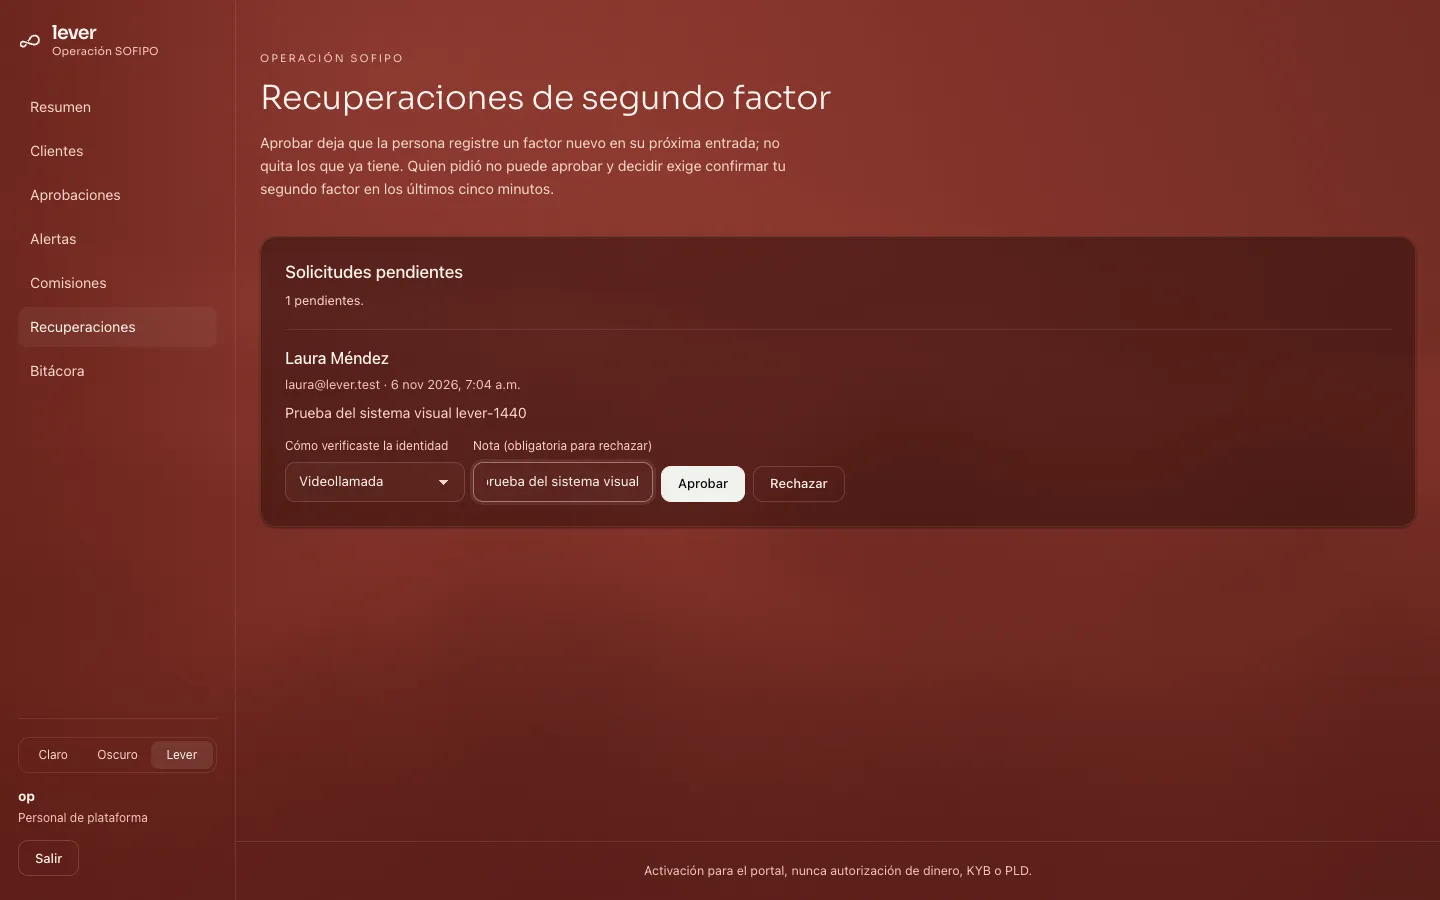 lever
Operación SOFIPO
Resumen
Clientes
Aprobaciones
Alertas
Comisiones
Recuperaciones
Bitácora
Claro Oscuro Lever
op
Personal de plataforma
Salir
OPERACIÓN SOFIPO
Recuperaciones de segundo factor
Aprobar deja que la persona registre un factor nuevo en su próxima entrada; no
quita los que ya tiene. Quien pidió no puede aprobar y decidir exige confirmar tu
segundo factor en los últimos cinco minutos.
Solicitudes pendientes
1 pendientes.
Laura Méndez
laura@lever.test · 6 nov 2026, 7:04 a.m.
Prueba del sistema visual lever-1440
Cómo verificaste la identidad Nota (obligatoria para rechazar)
Videollamada rueba del sistema visual Aprobar Rechazar
Activación para el portal, nunca autorización de dinero, KYB o PLD.